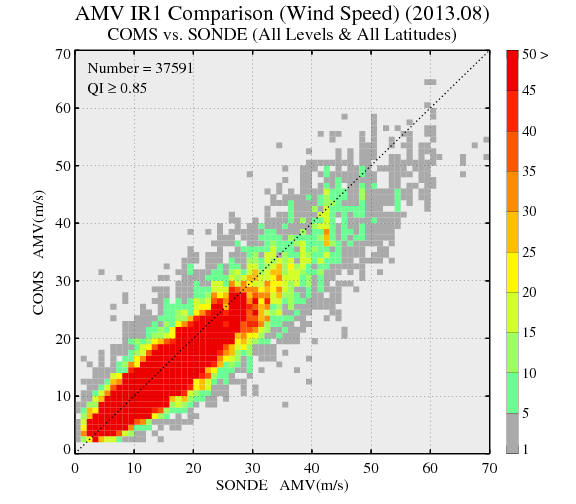 AMV IR1 Comparison (Wind Speed) (2013.08)
COMS vs. SONDE (All Levels & All Latitudes)
Number = 37591
QI ≥ 0.85
70
60
50
40
30
20
10
0
COMS AMV(m/s)
0 10 20 30 40 50 60 70
SONDE AMV(m/s)
50 >
45
40
35
30
25
20
15
10
5
1